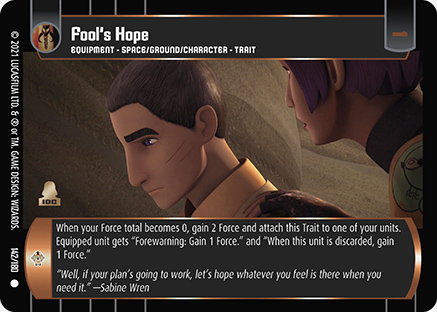 Fool's Hope
EQUIPMENT - SPACE/GROUND/CHARACTER - TRAIT
When your Force total becomes 0, gain 2 Force and attach this Trait to one of your units.
Equipped unit gets “Forewarning: Gain 1 Force.” and “When this unit is discarded, gain
1 Force.”
“Well, if your plan's going to work, let's hope whatever you feel is there when you
need it.” —Sabine Wren
© 2021 LUCASFILM LTD. & ® or TM. GAME DESIGN: WIZARDS.
142/180